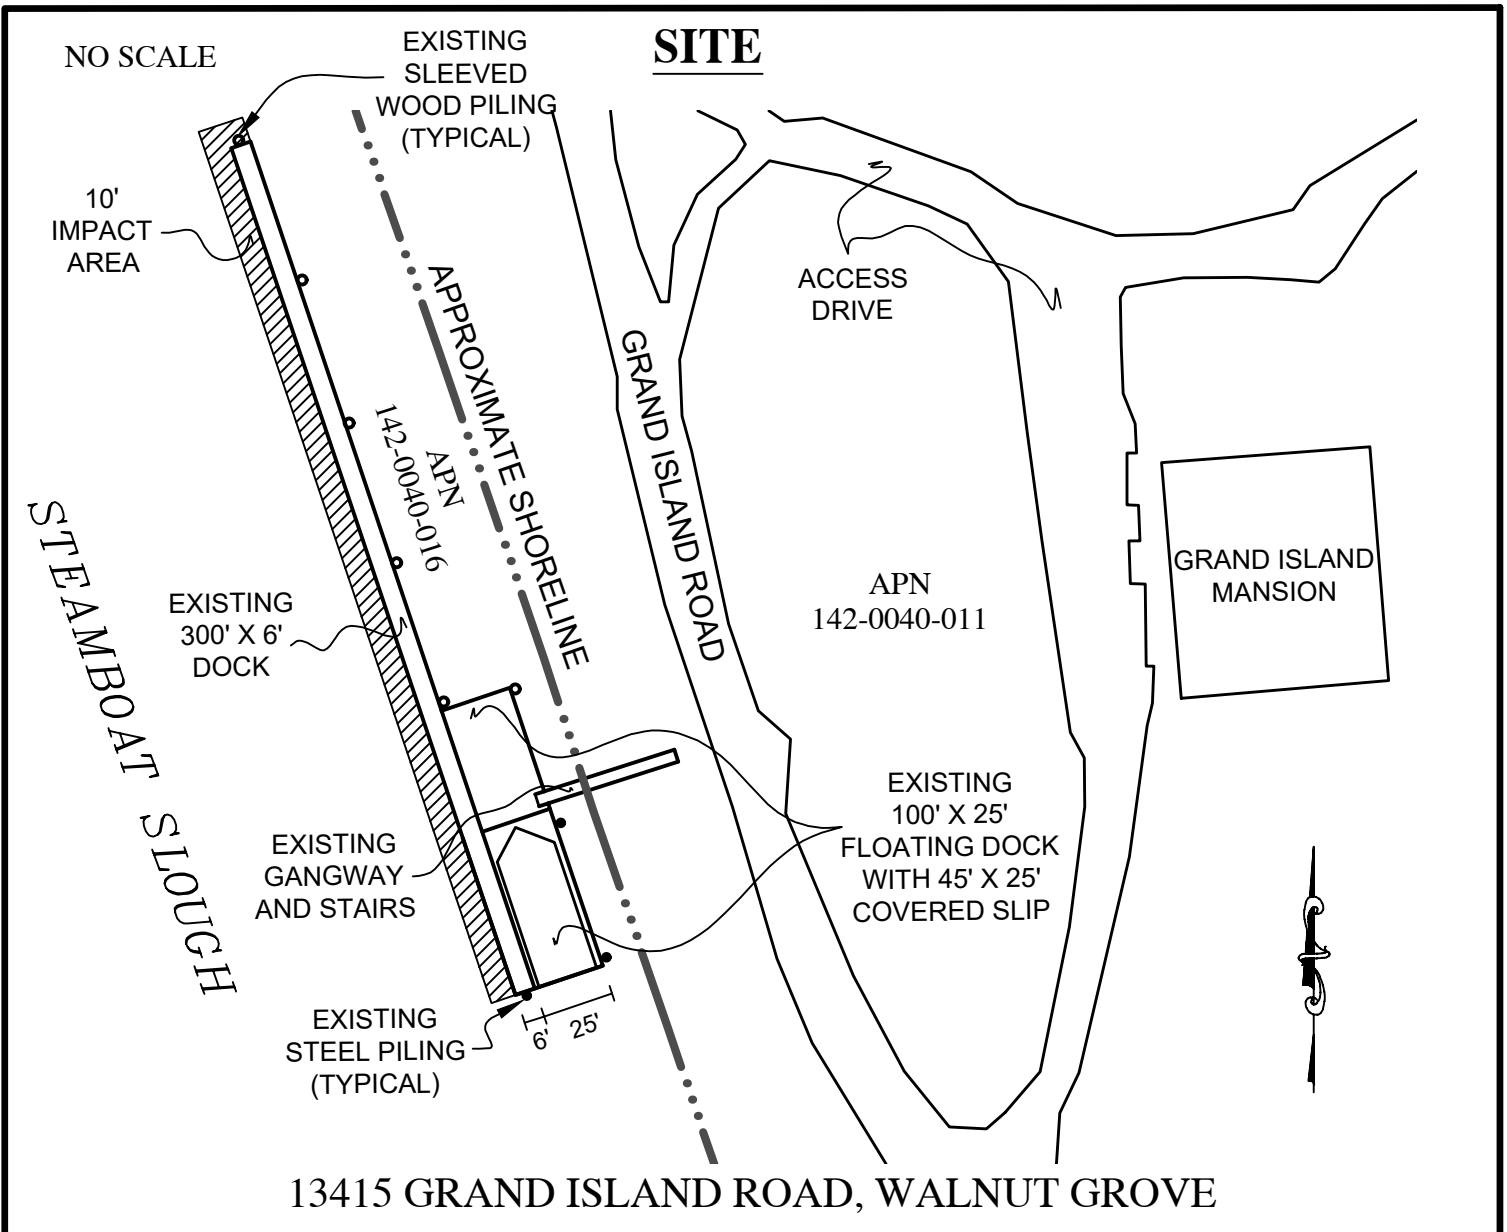 NO SCALE
SITE
EXISTING
SLEEVED
WOOD PILING
(TYPICAL)
10'
IMPACT
AREA
ACCESS
DRIVE
APPROXIMATE SHORELINE
GRAND ISLAND ROAD
APN
142-0040-016
STEAMBOAT SLOUGH
EXISTING
300' X 6'
DOCK
APN
142-0040-011
GRAND ISLAND
MANSION
EXISTING
100' X 25'
FLOATING DOCK
WITH 45' X 25'
COVERED SLIP
EXISTING
GANGWAY
AND STAIRS
EXISTING
STEEL PILING
(TYPICAL)
6'
25'
13415 GRAND ISLAND ROAD, WALNUT GROVE